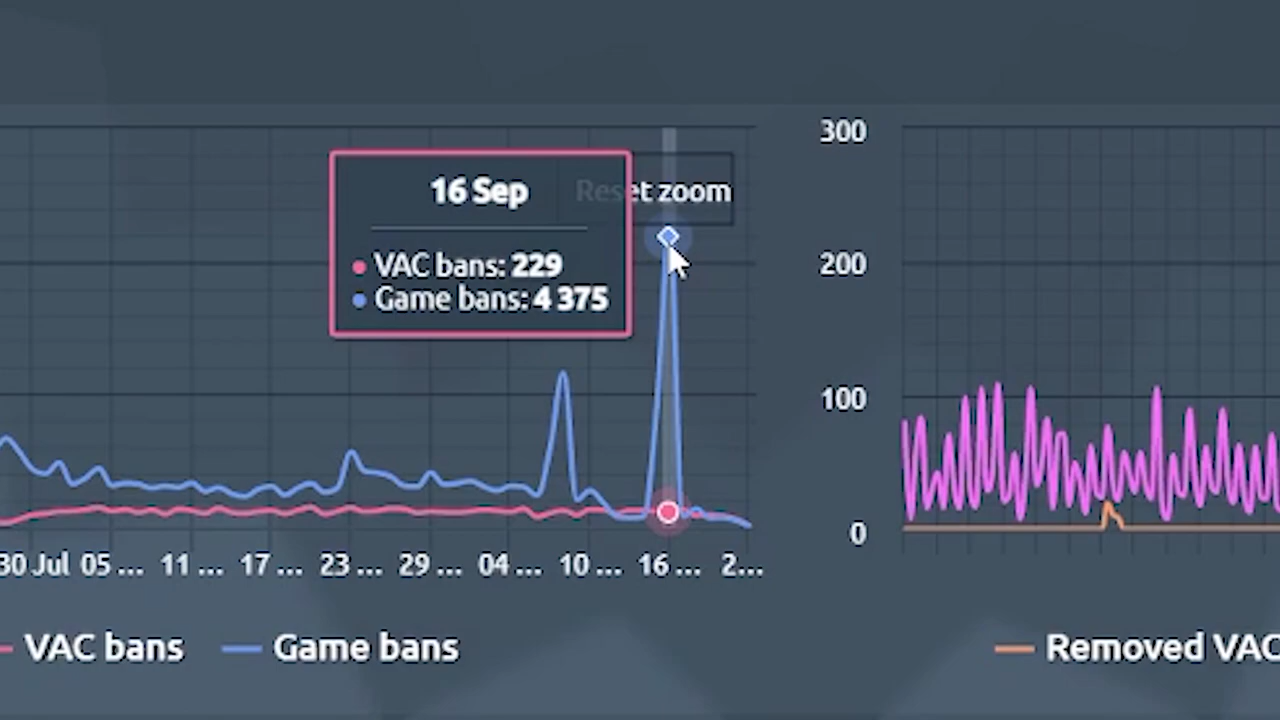 16 Sep
Reset zoom
VAC bans: 229
Game bans: 4 375
300
200
100
0
30 Jul 05 ... 11 ... 17 ... 23 ... 29 ... 04 ... 10 ... 16 ... 2...
VAC bans Game bans
Removed VAC